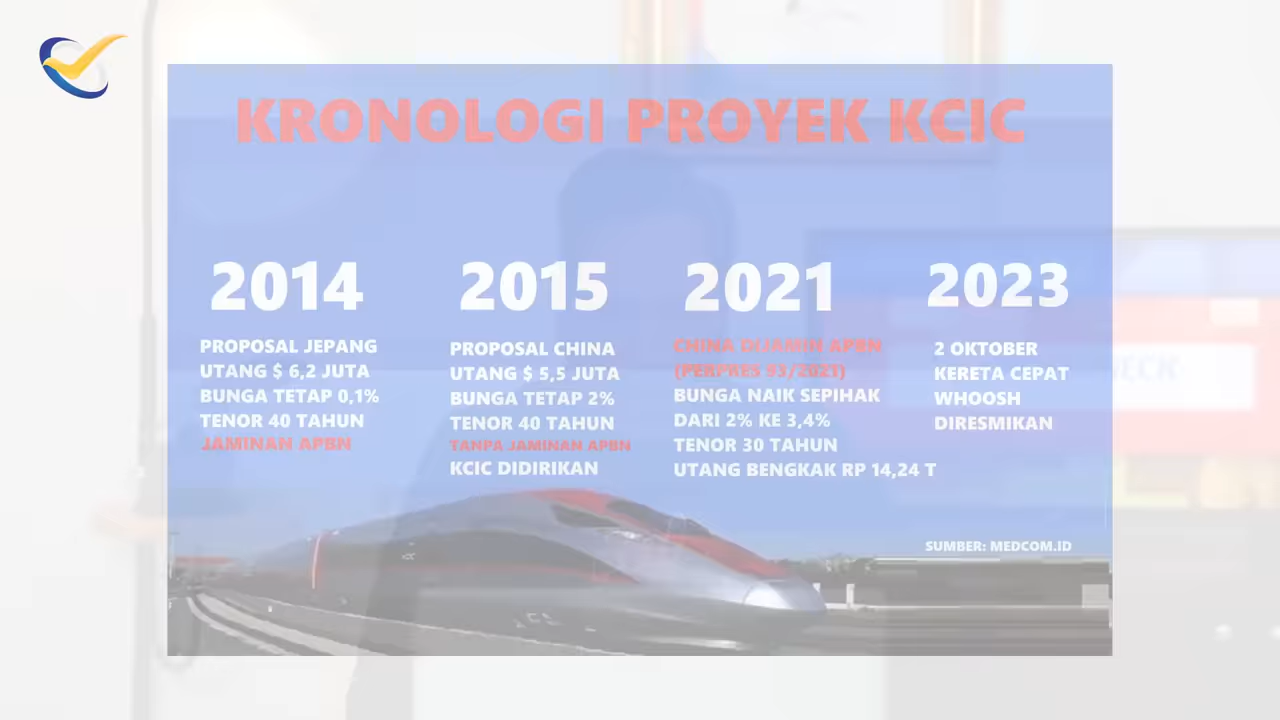 KRONOLOGI PROYEK KCIC
2014
PROPOSAL JEPANG
UTANG $ 6,2 JUTA
BUNGA TETAP 0,1%
TENOR 40 TAHUN
JAMINAN APBN
2015
PROPOSAL CHINA
UTANG $ 5,5 JUTA
BUNGA TETAP 2%
TENOR 40 TAHUN
TANPA JAMINAN APBN
KCIC DIDIRIKAN
2021
CHINA DIJAMIN APBN
(PERPRES 93/2021)
BUNGA NAIK SEPIHAK
DARI 2% KE 3,4%
TENOR 30 TAHUN
UTANG BENGKAK RP 14,24 T
2023
2 OKTOBER
KERETA CEPAT
WHOOSH
DIRESMIKAN
SUMBER: MEDCOM.ID